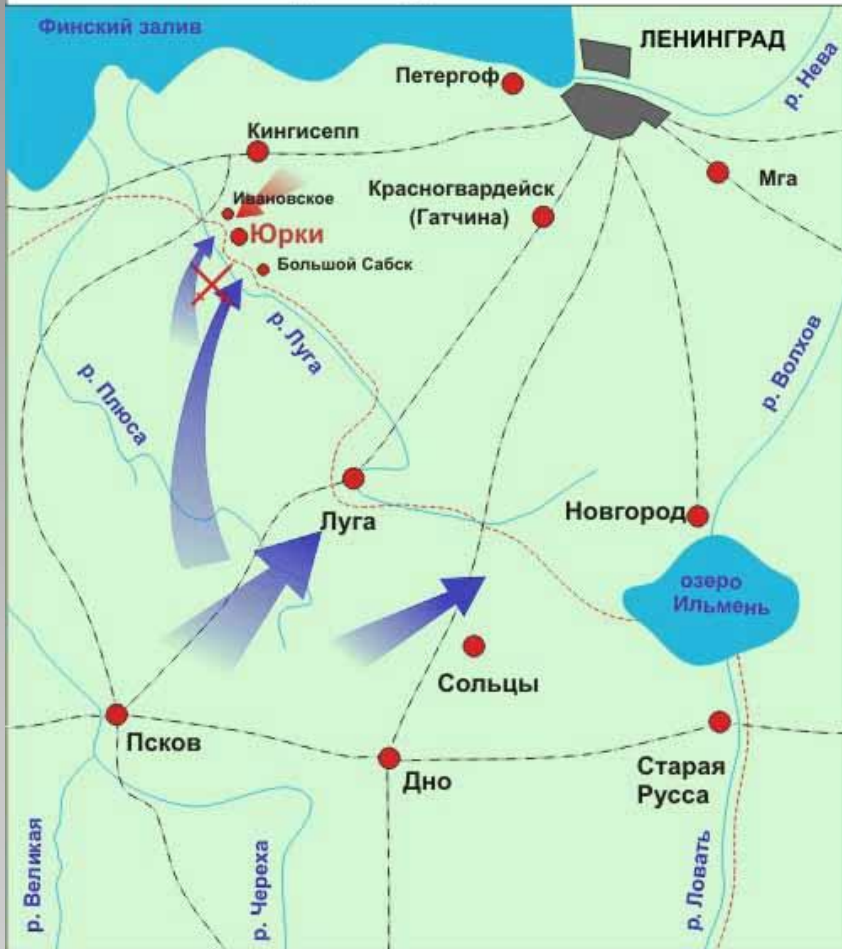 Финский залив
ЛЕНИНГРАД
Петергоф
р. Нева
Кингисепп
Мга
Красногвардейск
(Гатчина)
Ивановское
Юрки
Большой Сабск
р. Луга
р. Волхов
р. Плюса
Луга
Новгород
озеро
Ильмень
Сольцы
Псков
Дно
Старая
Русса
р. Великая
р. Череха
р. Ловать